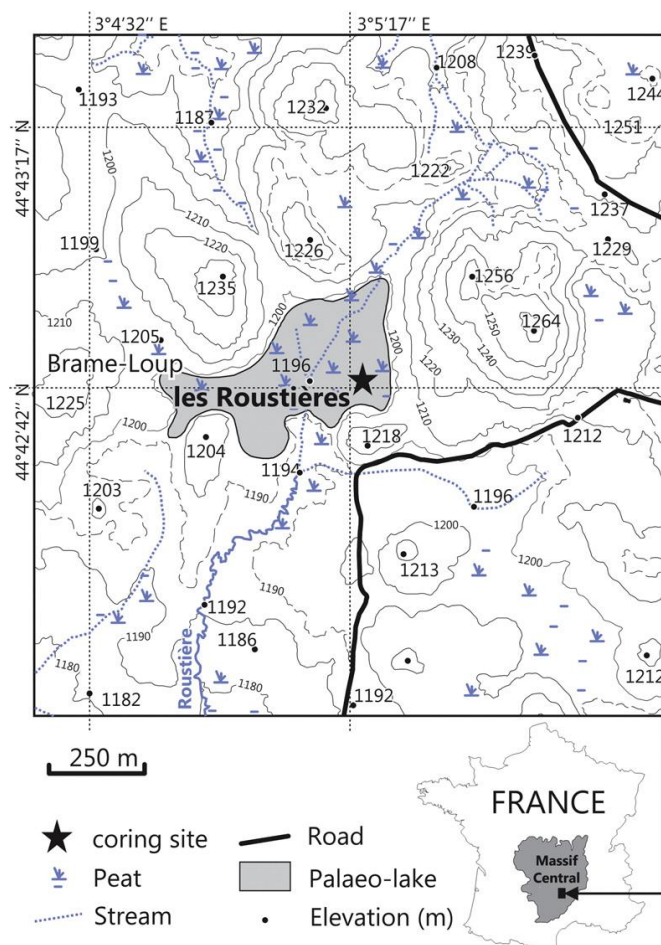 3°4′32′′ E
3°5′17′′ E
1239
1208
1244
1193
1232
1187
1251
44°43′17′′ N
1200
1222
1237
1210
1199
1220
1226
1229
1235
1256
1200
1250
1264
1210
1230
1205
1200
1240
Brame-Loup
1196
1220
les Roustières
1225
1210
44°42′42′′ N
1200
1204
1218
1212
1194
1203
1190
1196
1200
1213
1200
1190
1192
1190
1186
1180
Roustière
1180
1182
1192
1212
250 m
coring site
Road
Peat
Palaeo-lake
Stream
Elevation (m)
FRANCE
Massif
Central